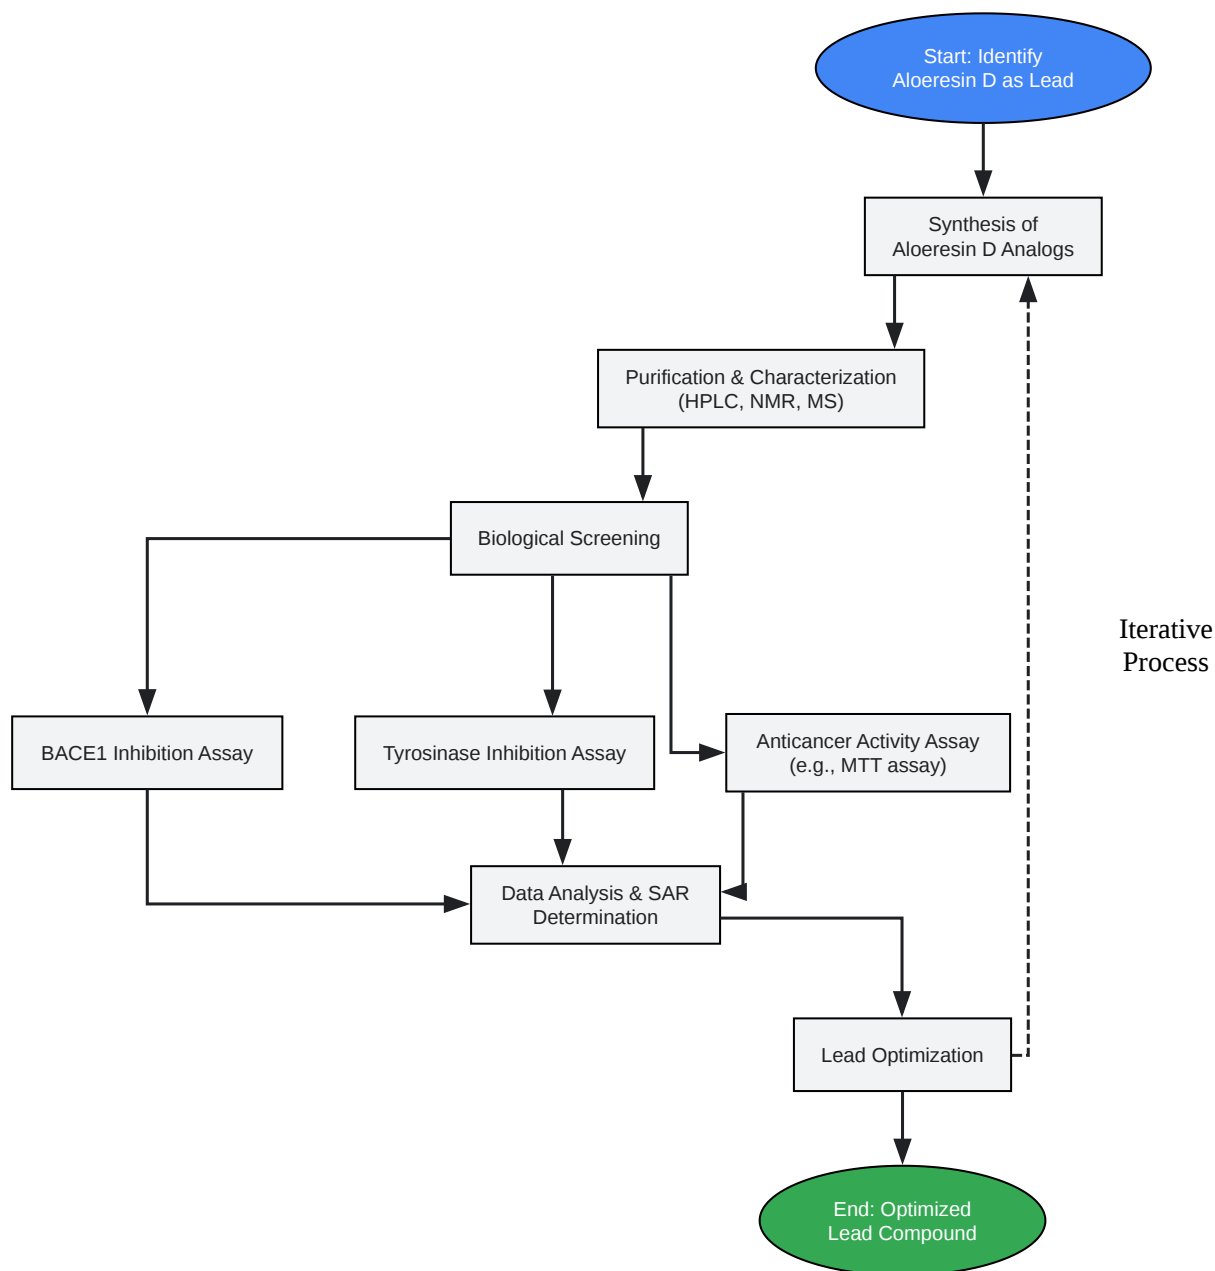 Start: Identify
Aloeresin D as Lead
Synthesis of
Aloeresin D Analogs
Purification & Characterization
(HPLC, NMR, MS)
Biological Screening
Iterative
Process
BACE1 Inhibition Assay
Tyrosinase Inhibition Assay
Anticancer Activity Assay
(e.g., MTT assay)
Data Analysis & SAR
Determination
Lead Optimization
End: Optimized
Lead Compound